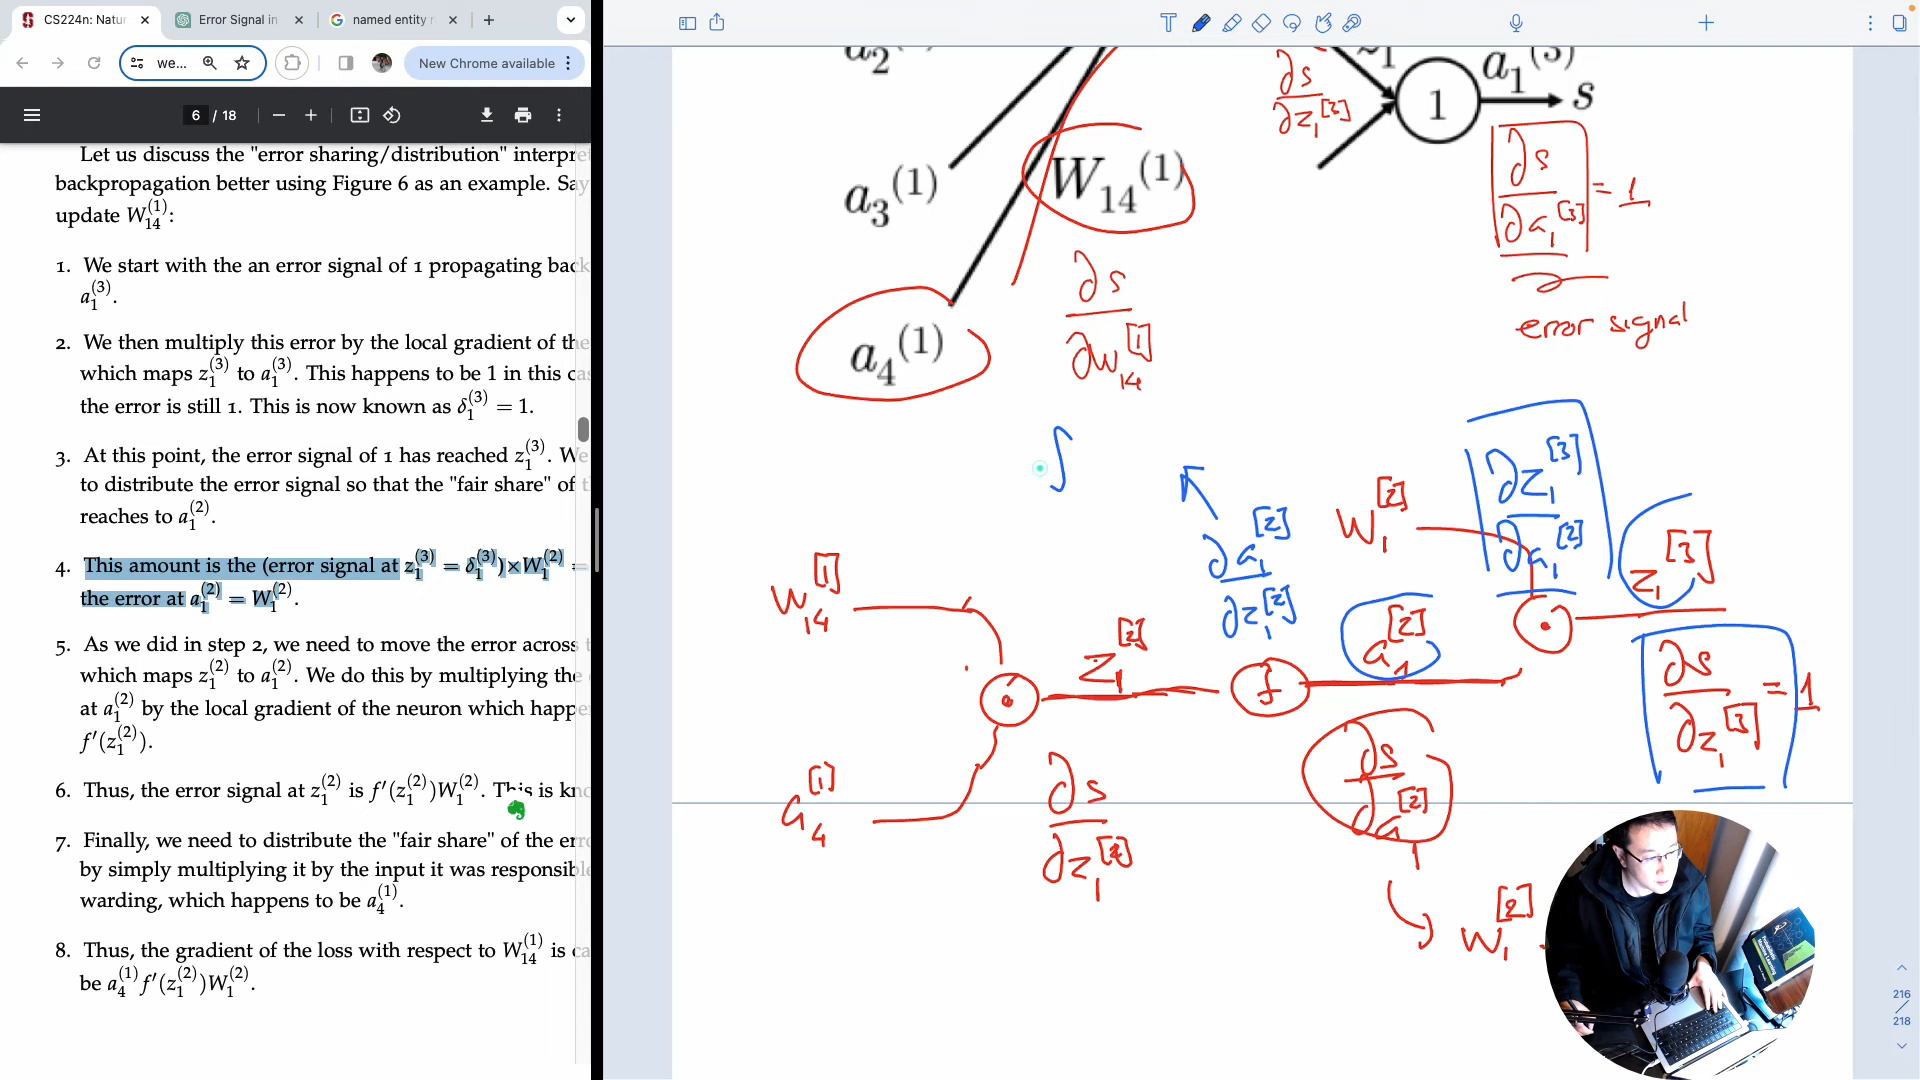 CS224n: Natur
Error Signal in
named entity r
we...
New Chrome available
6 / 18
Let us discuss the "error sharing/distribution" interpre
backpropagation better using Figure 6 as an example. Say
update W₁₄⁽¹⁾:
1. We start with the an error signal of 1 propagating back
a₁⁽³⁾.
2. We then multiply this error by the local gradient of the
which maps z₁⁽³⁾ to a₁⁽³⁾. This happens to be 1 in this ca
the error is still 1. This is now known as δ₁⁽³⁾ = 1.
3. At this point, the error signal of 1 has reached z₁⁽³⁾. We
to distribute the error signal so that the "fair share" of t
reaches to a₁⁽²⁾.
4. This amount is the (error signal at z₁⁽³⁾ = δ₁⁽³⁾)×W₁⁽²⁾ =
the error at a₁⁽²⁾ = W₁⁽²⁾.
5. As we did in step 2, we need to move the error across t
which maps z₁⁽²⁾ to a₁⁽²⁾. We do this by multiplying the
at a₁⁽²⁾ by the local gradient of the neuron which happe
f′(z₁⁽²⁾).
6. Thus, the error signal at z₁⁽²⁾ is f′(z₁⁽²⁾)W₁⁽²⁾. This is kno
7. Finally, we need to distribute the "fair share" of the erro
by simply multiplying it by the input it was responsible
warding, which happens to be a₄⁽¹⁾.
8. Thus, the gradient of the loss with respect to W₁₄⁽¹⁾ is ca
be a₄⁽¹⁾f′(z₁⁽²⁾)W₁⁽²⁾.
a₃⁽¹⁾
W₁₄⁽¹⁾
a₄⁽¹⁾
∂s/∂w₁₄[1]
∂s/∂z₁[3]
1
a₁⁽³⁾
s
∂s/∂a₁[3] = 1
error signal
∫
W₁[2]
∂z₁[3]/∂a₁[2]
z₁[3]
∂a₁[2]/∂z₁[2]
w₁₄[1]
z₁[2]
f
a₁[2]
∂s/∂z₁[3] = 1
a₄[1]
∂s/∂z₁[2]
∂s/∂a₁[2]
W₁[2] ·
216
218